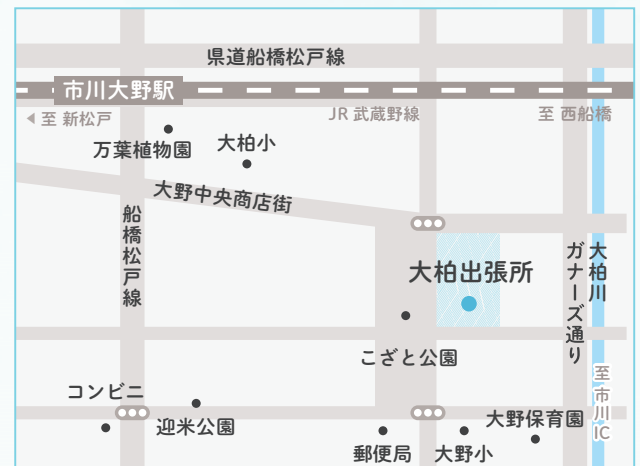 県道船橋松戸線
市川大野駅
至 新松戸
JR 武蔵野線
至 西船橋
万葉植物園
大柏小
大野中央商店街
船橋松戸線
大柏出張所
ガナーズ通り
大柏川
こざと公園
至 市川IC
コンビニ
迎米公園
郵便局
大野小
大野保育園